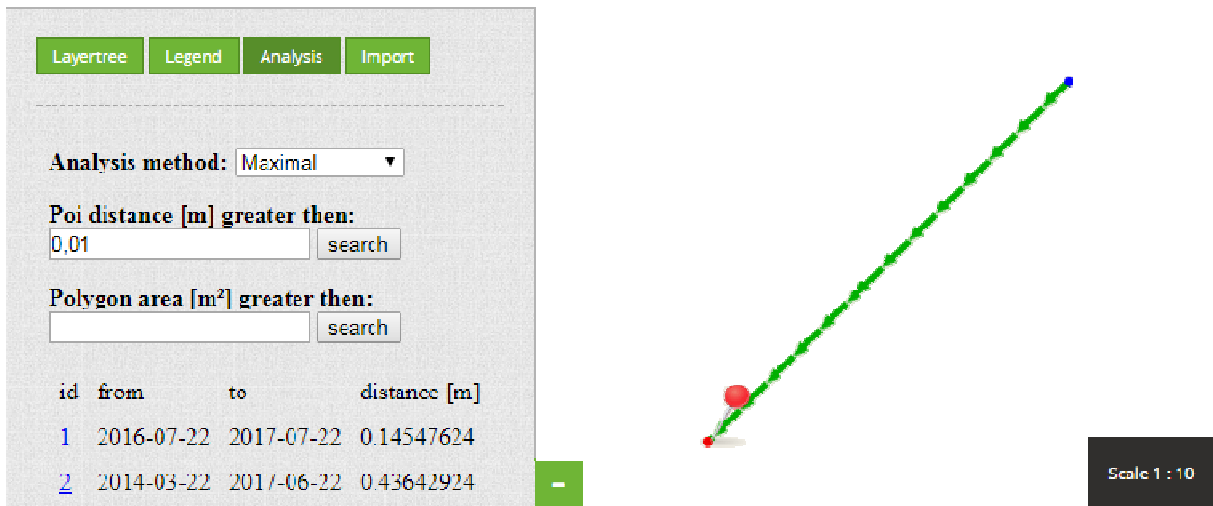 Layertree Legend Analysis Import
Analysis method: Maximal
Poi distance [m] greater then:
0,01 search
Polygon area [m²] greater then:
search
id from to distance [m]
1 2016-07-22 2017-07-22 0.14547624
2 2014-03-22 2017-06-22 0.43642924
–
Scale 1 : 10